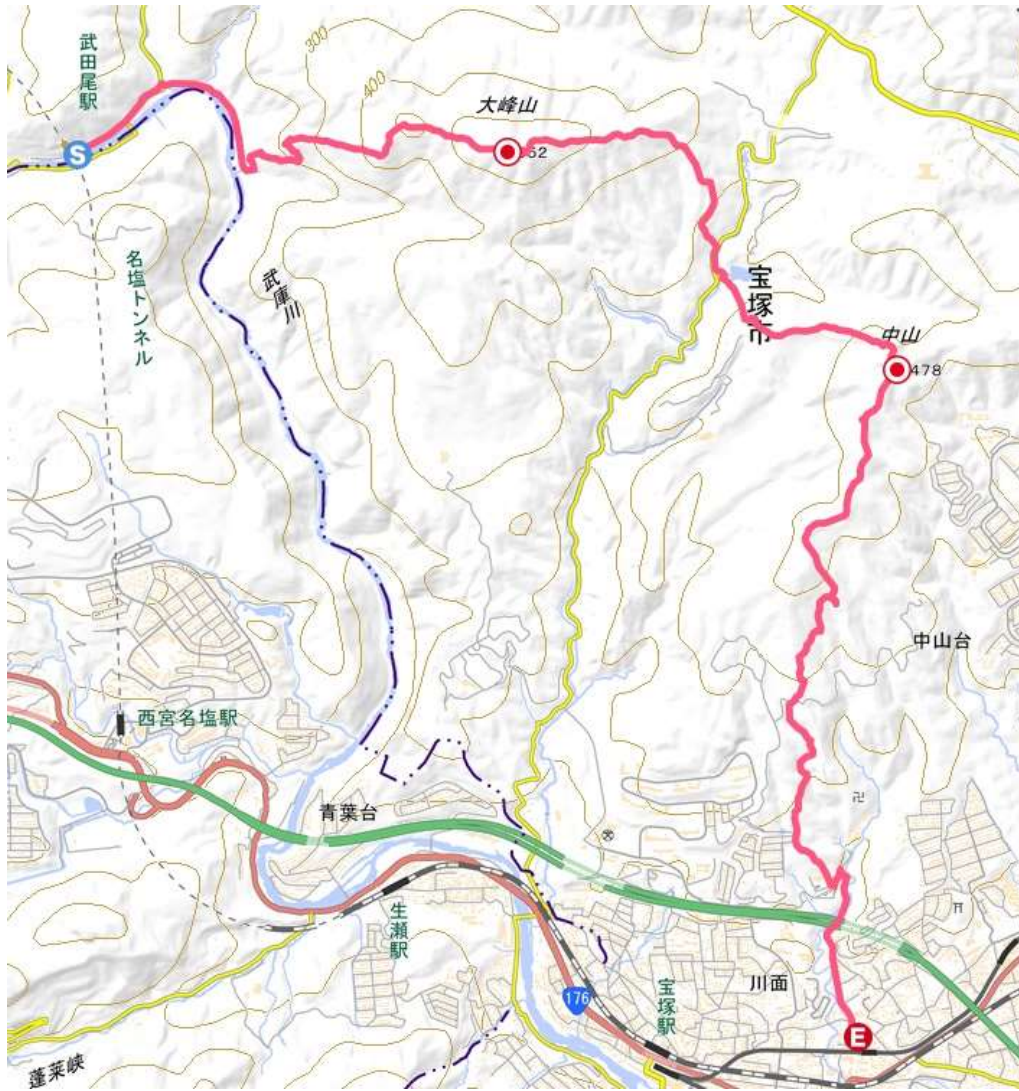 武田尾駅
300
400
大峰山
S
52
名塩トンネル
武庫川
宝塚市
中山
478
中山台
西宮名塩駅
青葉台
生瀬駅
176
宝塚駅
川面
E
蓬莱峡